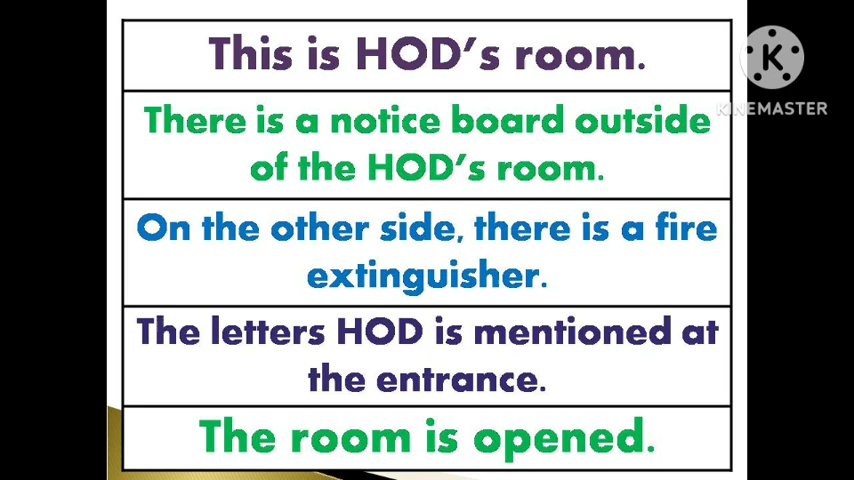 This is HOD's room.
There is a notice board outside
of the HOD's room.
On the other side, there is a fire
extinguisher.
The letters HOD is mentioned at
the entrance.
The room is opened.
K
KINEMASTER